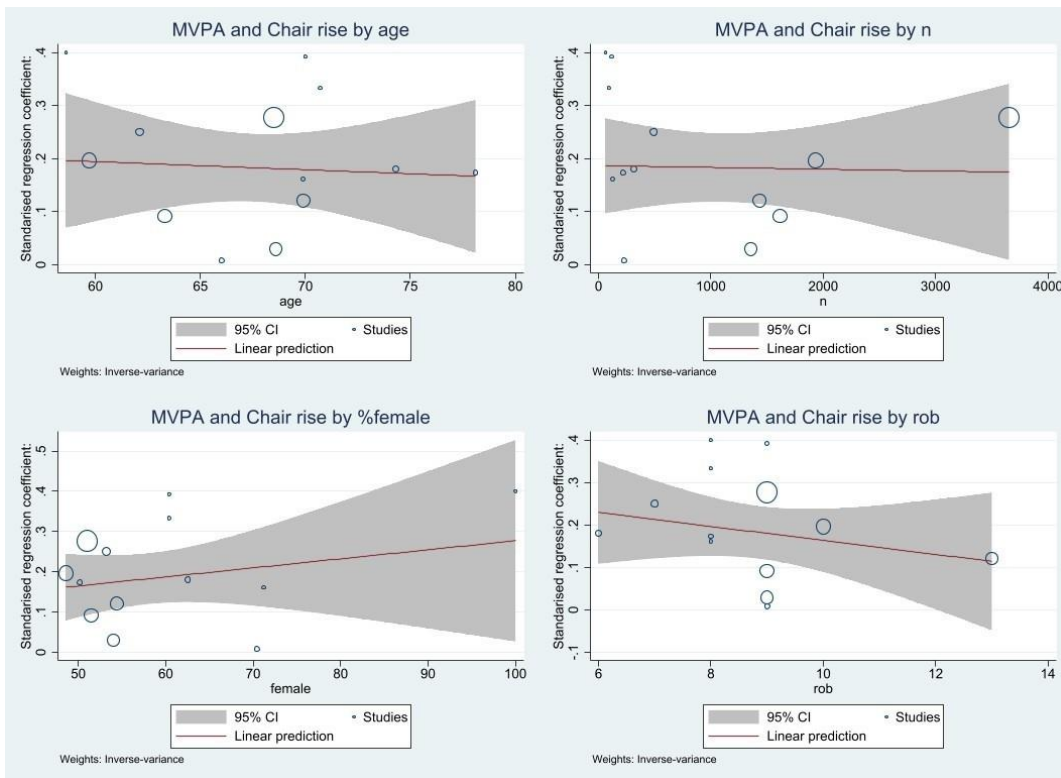 MVPA and Chair rise by age
Standarised regression coefficient:
.4
.3
.2
.1
0
60 65 70 75 80
age
95% CI Studies
Linear prediction
Weights: Inverse-variance
MVPA and Chair rise by n
Standarised regression coefficient:
.4
.3
.2
.1
0
0 1000 2000 3000 4000
n
95% CI Studies
Linear prediction
Weights: Inverse-variance
MVPA and Chair rise by %female
Standarised regression coefficient:
.5
.4
.3
.2
.1
0
50 60 70 80 90 100
female
95% CI Studies
Linear prediction
Weights: Inverse-variance
MVPA and Chair rise by rob
Standarised regression coefficient:
.4
.3
.2
.1
0
-.1
6 8 10 12 14
rob
95% CI Studies
Linear prediction
Weights: Inverse-variance